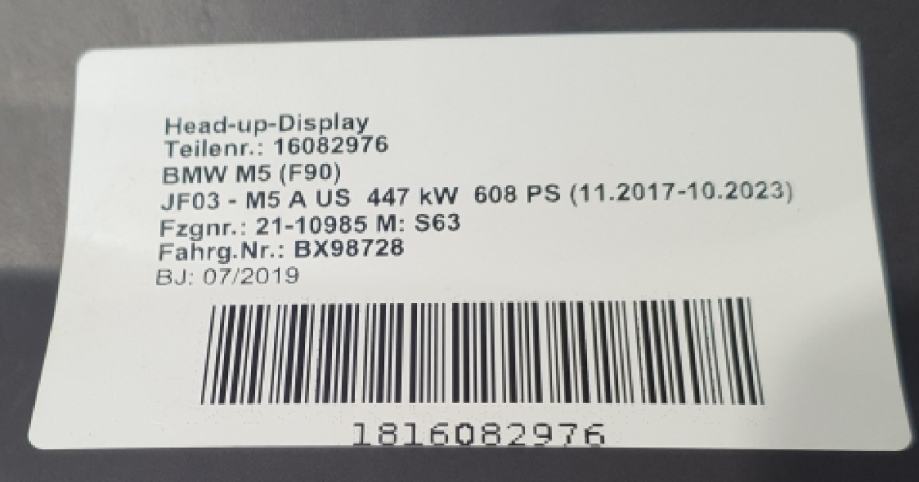 Head-up-Display
Teilenr.: 16082976
BMW M5 (F90)
JF03 - M5 A US 447 kW 608 PS (11.2017-10.2023)
Fzgnr.: 21-10985 M: S63
Fahrg.Nr.: BX98728
BJ: 07/2019
1816082976